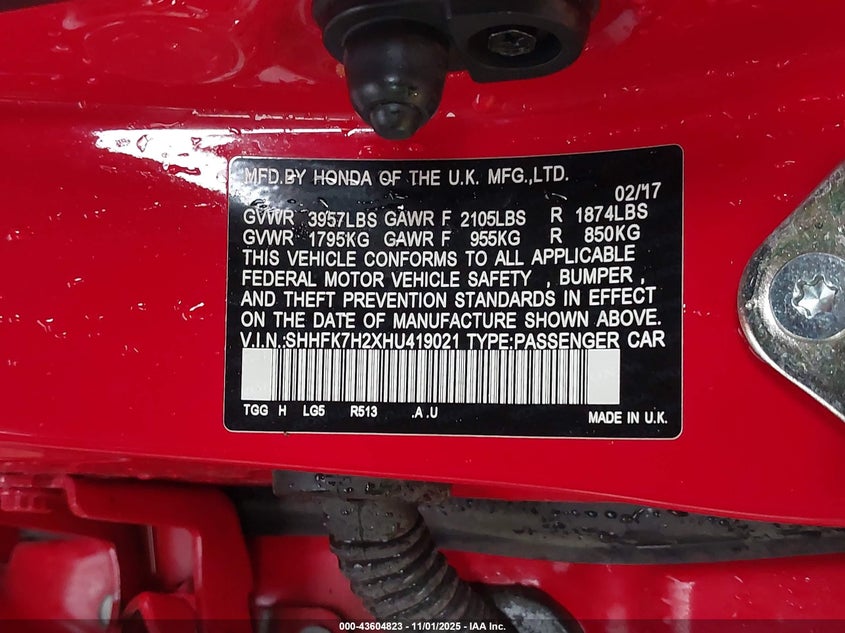 MFD.BY HONDA OF THE U.K. MFG.,LTD.
02/'17
GVWR 3957LBS GAWR F 2105LBS R 1874LBS
GVWR 1795KG GAWR F 955KG R 850KG
THIS VEHICLE CONFORMS TO ALL APPLICABLE
FEDERAL MOTOR VEHICLE SAFETY , BUMPER ,
AND THEFT PREVENTION STANDARDS IN EFFECT
ON THE DATE OF MANUFACTURE SHOWN ABOVE.
V.I.N.:SHHFK7H2XHU419021 TYPE:PASSENGER CAR
TGG H LG5 R513 .A .U
MADE IN U.K.
000-43604823 - 11/01/2025 - IAA Inc.